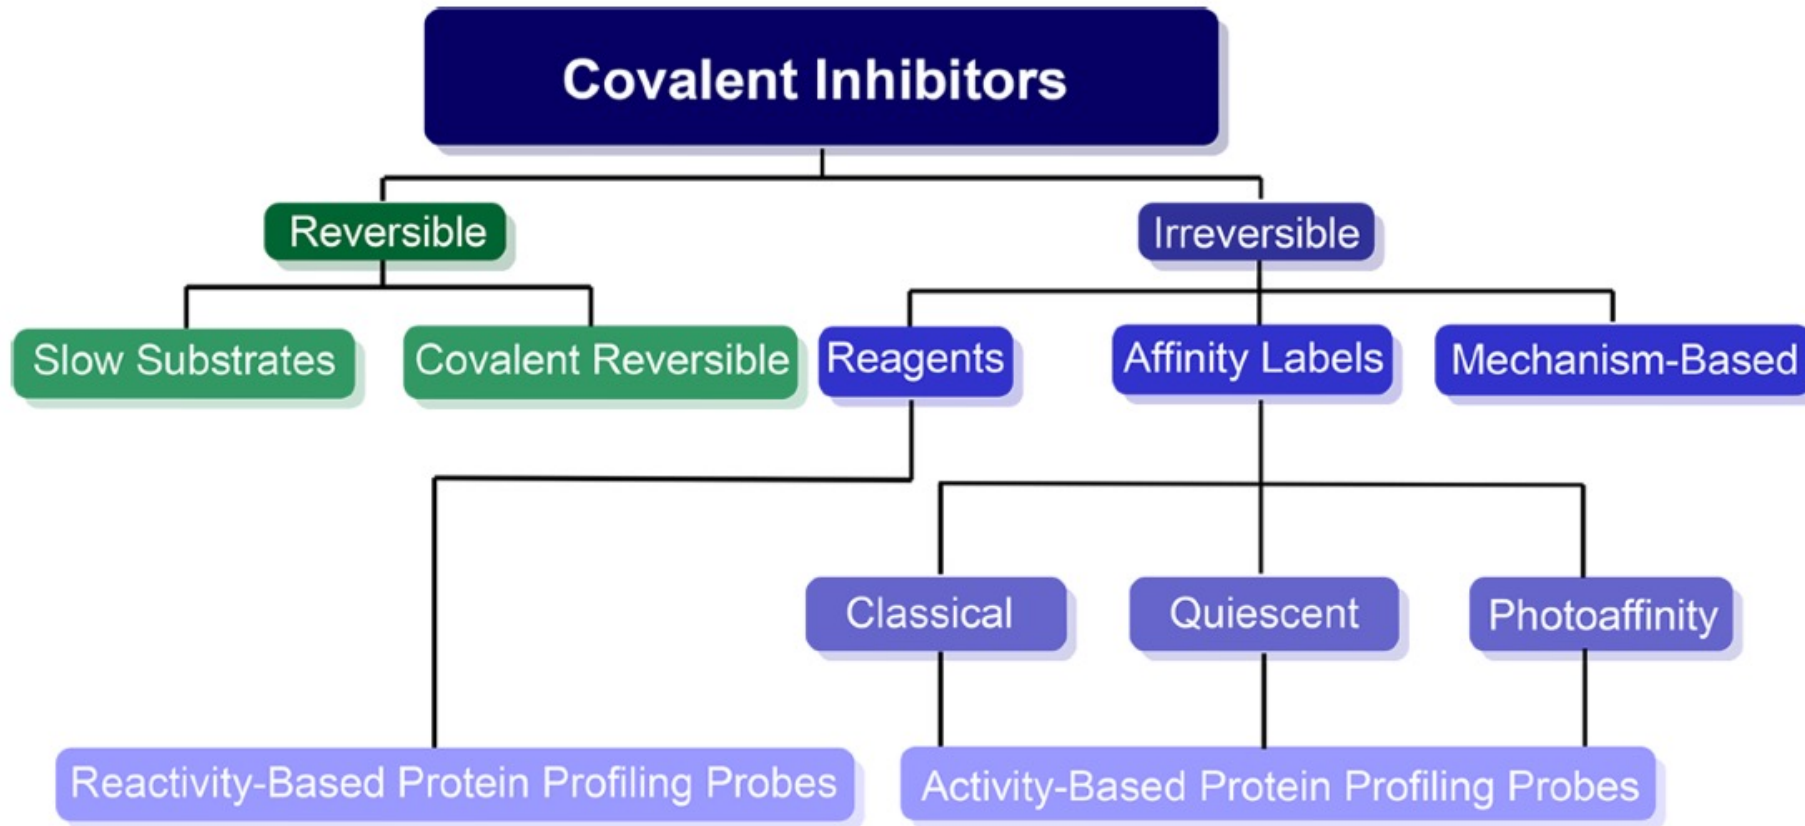 Covalent Inhibitors
Reversible
Irreversible
Slow Substrates
Covalent Reversible
Reagents
Affinity Labels
Mechanism-Based
Classical
Quiescent
Photoaffinity
Reactivity-Based Protein Profiling Probes
Activity-Based Protein Profiling Probes